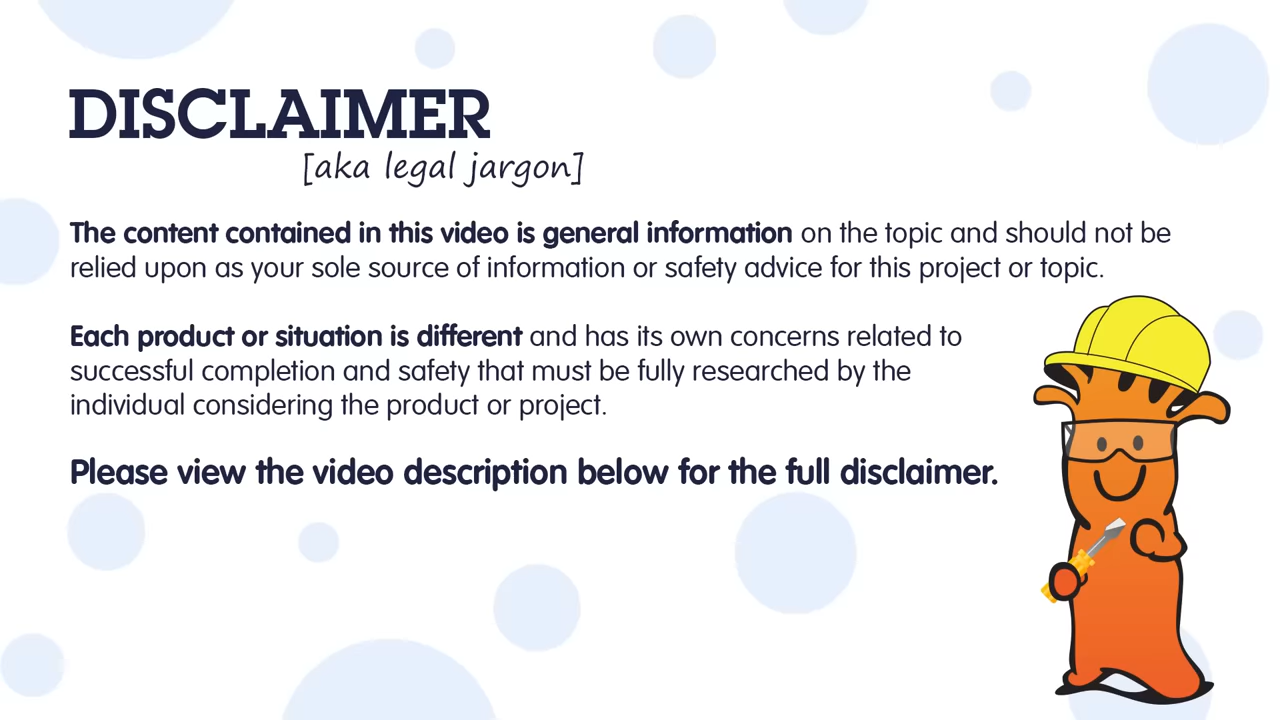 DISCLAIMER
[aka legal jargon]
The content contained in this video is general information on the topic and should not be
relied upon as your sole source of information or safety advice for this project or topic.
Each product or situation is different and has its own concerns related to
successful completion and safety that must be fully researched by the
individual considering the product or project.
Please view the video description below for the full disclaimer.